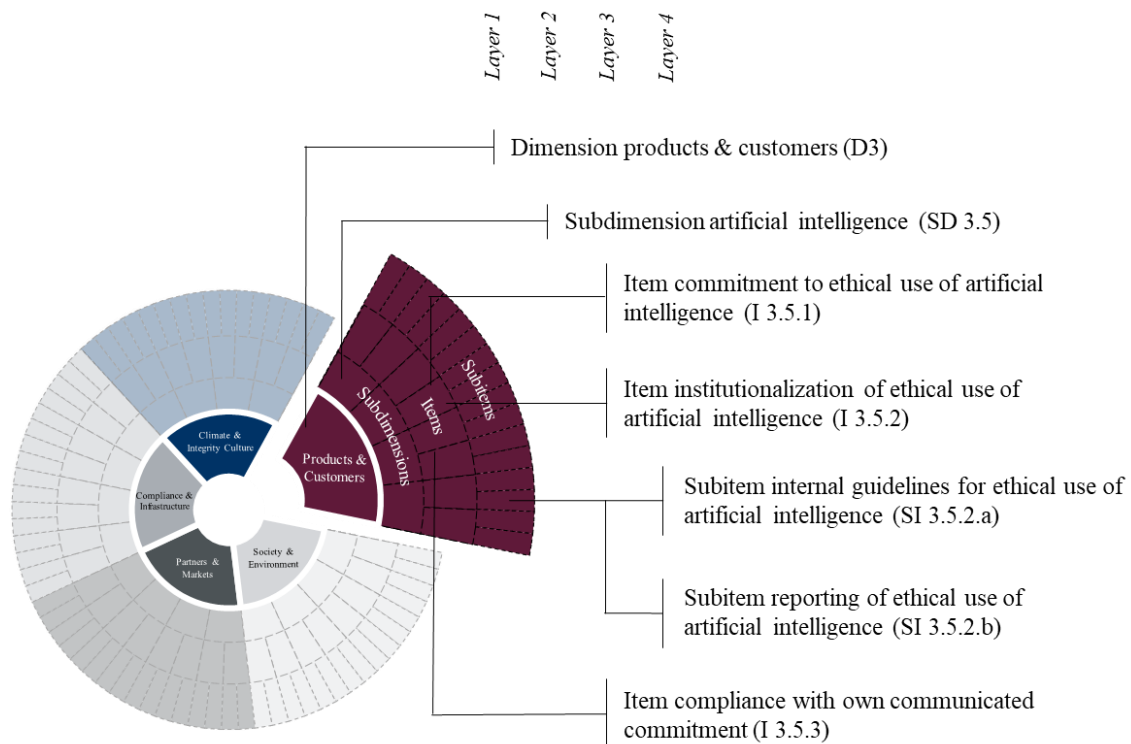 Layer 1
Layer 2
Layer 3
Layer 4
Dimension products & customers (D3)
Subdimension artificial intelligence (SD 3.5)
Item commitment to ethical use of artificial
intelligence (I 3.5.1)
Item institutionalization of ethical use of
artificial intelligence (I 3.5.2)
Subitem internal guidelines for ethical use of
artificial intelligence (SI 3.5.2.a)
Subitem reporting of ethical use of
artificial intelligence (SI 3.5.2.b)
Item compliance with own communicated
commitment (I 3.5.3)
Climate &
Integrity Culture
Products &
Customers
Subdimensions
Items
Subitems
Compliance &
Infrastructure
Partners &
Markets
Society &
Environment